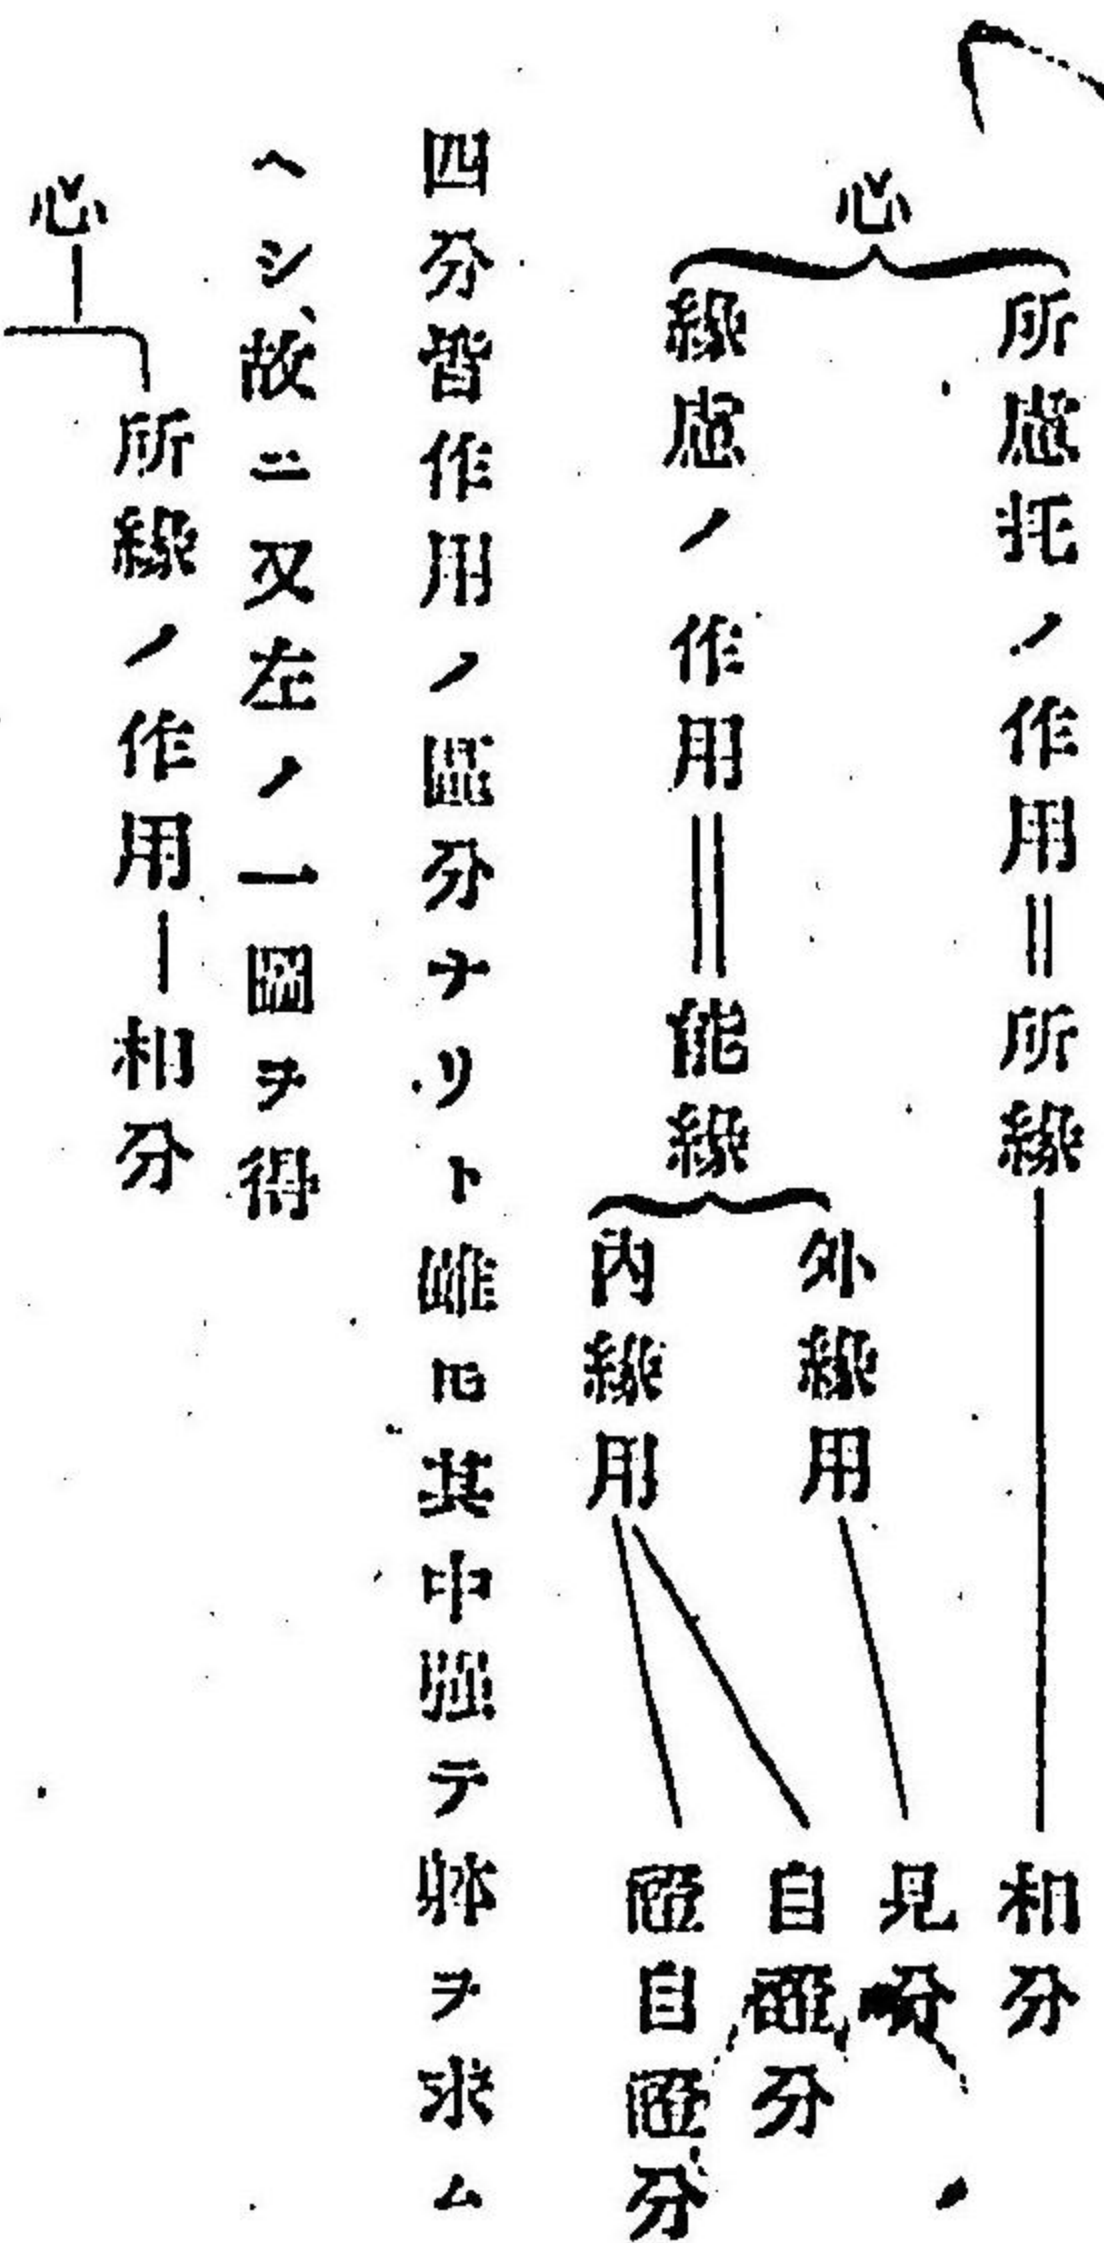 心
所慮托ノ作用＝所緣―相分
緣慮ノ作用＝能緣
外緣用―見分
內緣用
自證分
證自證分
四分皆作用ノ區分ナリト雖モ其中强テ躰ヲ求ム
ヘシ、故ニ又左ノ一圖ヲ得
心
所緣ノ作用―相分